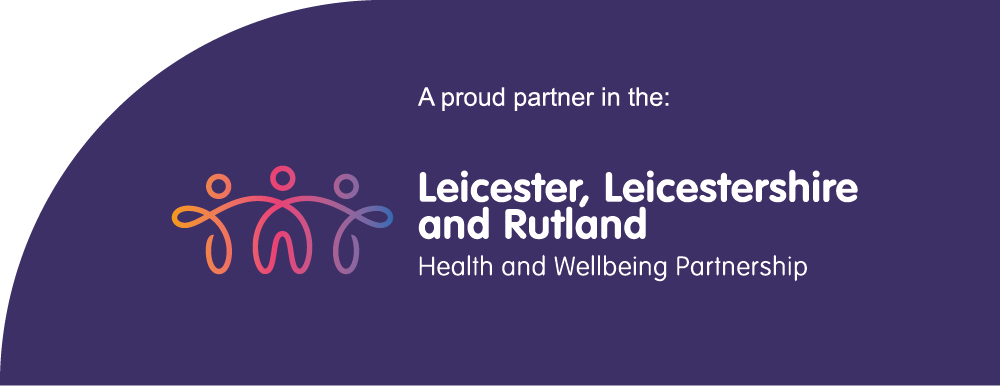 A proud partner in the:
Leicester, Leicestershire
and Rutland
Health and Wellbeing Partnership